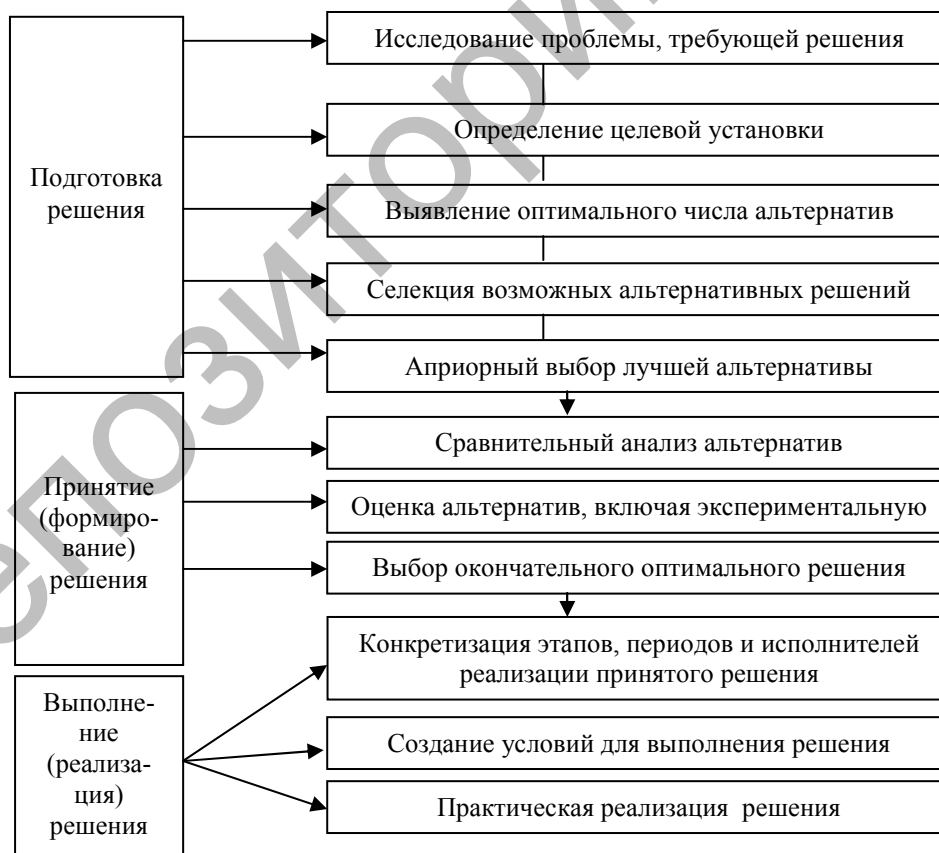 Подготовка
решения
Исследование проблемы, требующей решения
Определение целевой установки
Выявление оптимального числа альтернатив
Селекция возможных альтернативных решений
Априорный выбор лучшей альтернативы
Принятие
(формиро-
вание)
решения
Сравнительный анализ альтернатив
Оценка альтернатив, включая экспериментальную
Выбор окончательного оптимального решения
Выполне-
ние
(реализа-
ция)
решения
Конкретизация этапов, периодов и исполнителей
реализации принятого решения
Создание условий для выполнения решения
Практическая реализация решения